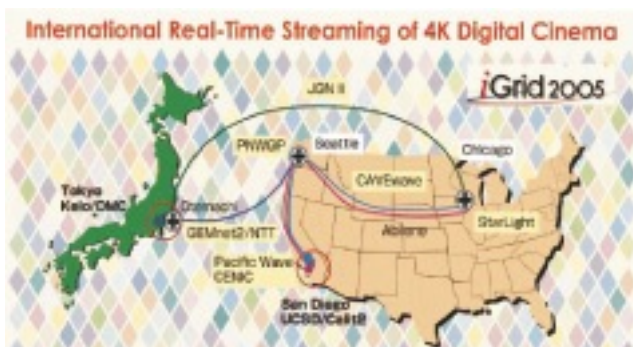 International Real-Time Streaming of 4K Digital Cinema
iGrid 2005
JGN II
PNWGP
Seattle
Chicago
CAVEwave
Tokyo
Keio/DMC
Otemachi
GEMnet2/NTT
Abilene
StarLight
Pacific Wave
CENIC
San Diego
UCSD/Calit2